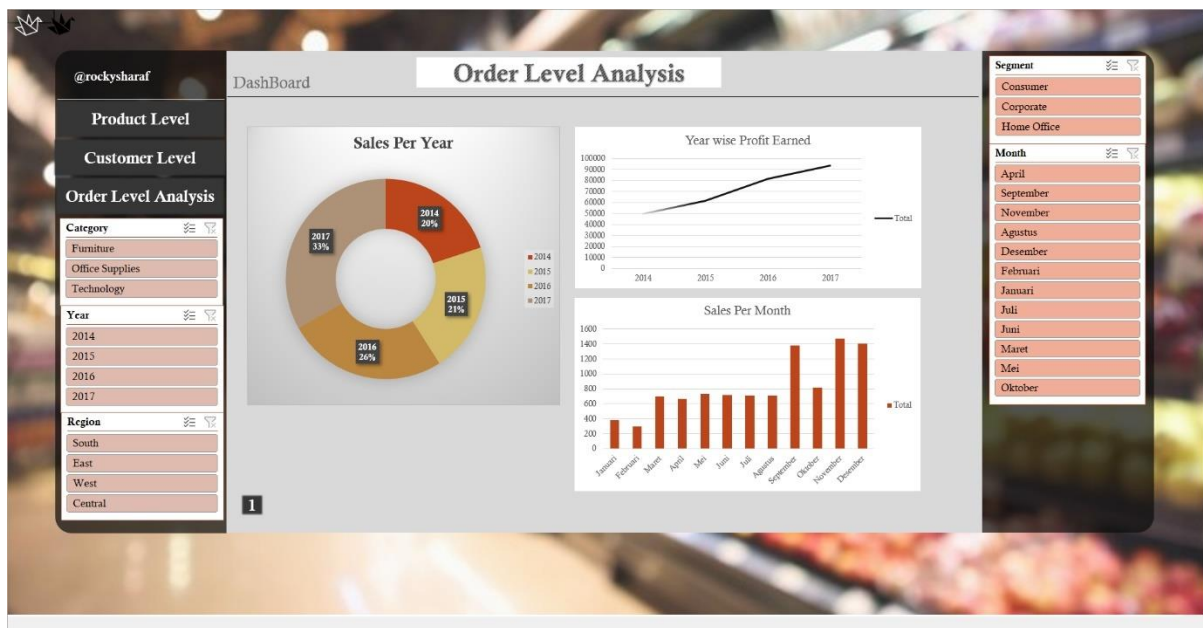 @rockysharaf
Product Level
Customer Level
Order Level Analysis
Category
Furniture
Office Supplies
Technology
Year
2014
2015
2016
2017
Region
South
East
West
Central
DashBoard
Order Level Analysis
Sales Per Year
2014
20%
2015
21%
2016
26%
2017
33%
2014
2015
2016
2017
1
Year wise Profit Earned
100000
90000
80000
70000
60000
50000
40000
30000
20000
10000
0
2014 2015 2016 2017
Total
Sales Per Month
1600
1400
1200
1000
800
600
400
200
0
Januari Februari Maret April Mei Juni Juli Agustus September Oktober November Desember
Total
Segment
Consumer
Corporate
Home Office
Month
April
September
November
Agustus
Desember
Februari
Januari
Juli
Juni
Maret
Mei
Oktober